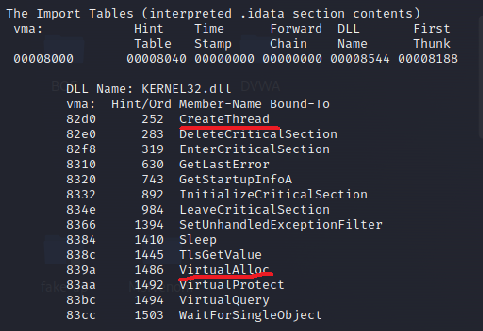 The Import Tables (interpreted .idata section contents)
vma: Hint Time Forward DLL First
Table Stamp Chain Name Thunk
00008000 00008040 00000000 00000000 00008544 00008188
DLL Name: KERNEL32.dll
vma: Hint/Ord Member-Name Bound-To
82d0 252 CreateThread
82e0 283 DeleteCriticalSection
82f8 319 EnterCriticalSection
8310 630 GetLastError
8320 743 GetStartupInfoA
8332 892 InitializeCriticalSection
834e 984 LeaveCriticalSection
8366 1394 SetUnhandledExceptionFilter
8384 1410 Sleep
838c 1445 TlsGetValue
839a 1486 VirtualAlloc
83aa 1492 VirtualProtect
83bc 1494 VirtualQuery
83cc 1503 WaitForSingleObject